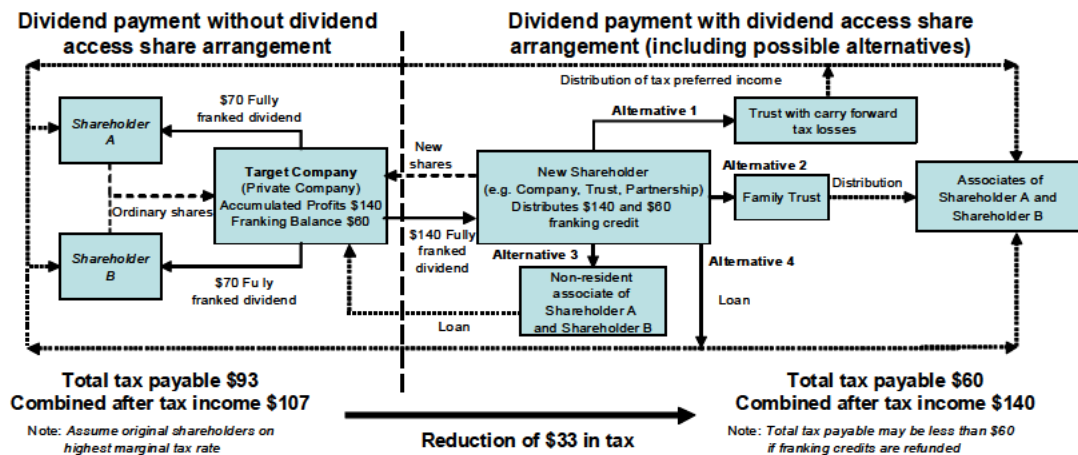 Dividend payment without dividend
access share arrangement
Dividend payment with dividend access share
arrangement (including possible alternatives)
Distribution of tax preferred income
$70 Fully
franked dividend
Shareholder
A
Alternative 1
Trust with carry forward
tax losses
New
shares
Target Company
(Private Company)
Accumulated Profits $140
Franking Balance $60
New Shareholder
(e.g. Company, Trust, Partnership)
Distributes $140 and $60
franking credit
Alternative 2
Family Trust
Distribution
Associates of
Shareholder A and
Shareholder B
Ordinary shares
Shareholder
B
$140 Fully
franked
dividend
Alternative 3
Alternative 4
$70 Fully
franked dividend
Non-resident
associate of
Shareholder A
and Shareholder B
Loan
Loan
Total tax payable $93
Combined after tax income $107
Total tax payable $60
Combined after tax income $140
Note: Assume original shareholders on
highest marginal tax rate
Reduction of $33 in tax
Note: Total tax payable may be less than $60
if franking credits are refunded